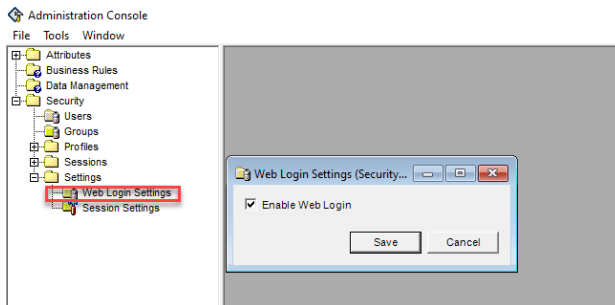 Administration Console
File Tools Window
Attributes
Business Rules
Data Management
Security
Users
Groups
Profiles
Sessions
Settings
Web Login Settings
Session Settings
Web Login Settings (Security...
Enable Web Login
Save Cancel